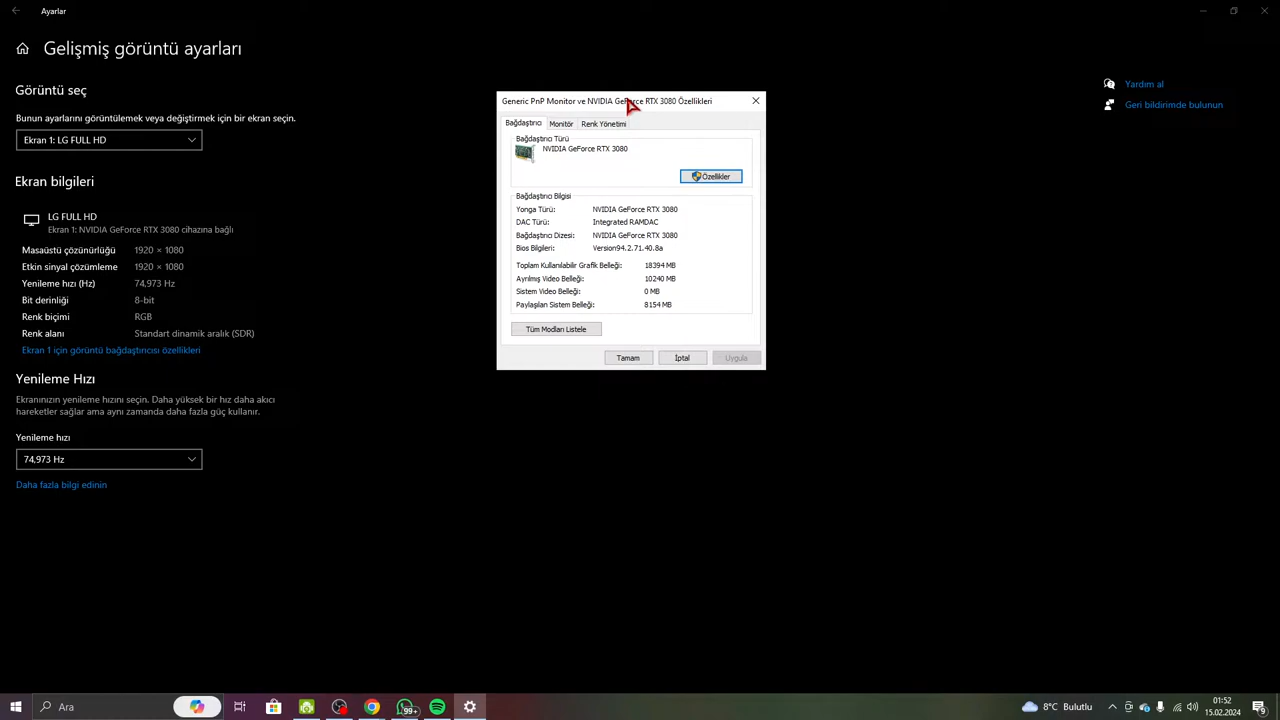 Ayarlar
Gelişmiş görüntü ayarları
Görüntü seç
Bunun ayarlarını görüntülemek veya değiştirmek için bir ekran seçin.
Ekran 1: LG FULL HD
Ekran bilgileri
LG FULL HD
Ekran 1: NVIDIA GeForce RTX 3080 cihazına bağlı
Masaüstü çözünürlüğü 1920 × 1080
Etkin sinyal çözümleme 1920 × 1080
Yenileme hızı (Hz) 74,973 Hz
Bit derinliği 8-bit
Renk biçimi RGB
Renk alanı Standart dinamik aralık (SDR)
Ekran 1 için görüntü bağdaştırıcısı özellikleri
Yenileme Hızı
Ekranınızın yenileme hızını seçin. Daha yüksek bir hız daha akıcı
hareketler sağlar ama aynı zamanda daha fazla güç kullanır.
Yenileme hızı
74,973 Hz
Daha fazla bilgi edinin
Generic PnP Monitor ve NVIDIA GeForce RTX 3080 Özellikleri
Bağdaştırıcı Monitör Renk Yönetimi
Bağdaştırıcı Türü
NVIDIA GeForce RTX 3080
Özellikler
Bağdaştırıcı Bilgisi
Yonga Türü: NVIDIA GeForce RTX 3080
DAC Türü: Integrated RAMDAC
Bağdaştırıcı Dizesi: NVIDIA GeForce RTX 3080
Bios Bilgileri: Version94.2.71.40.8a
Toplam Kullanılabilir Grafik Belleği: 18394 MB
Ayrılmış Video Belleği: 10240 MB
Sistem Video Belleği: 0 MB
Paylaşılan Sistem Belleği: 8154 MB
Tüm Modları Listele
Tamam İptal Uygula
Yardım al
Geri bildirimde bulunun
Ara
99+
8°C Bulutlu
01:52
15.02.2024